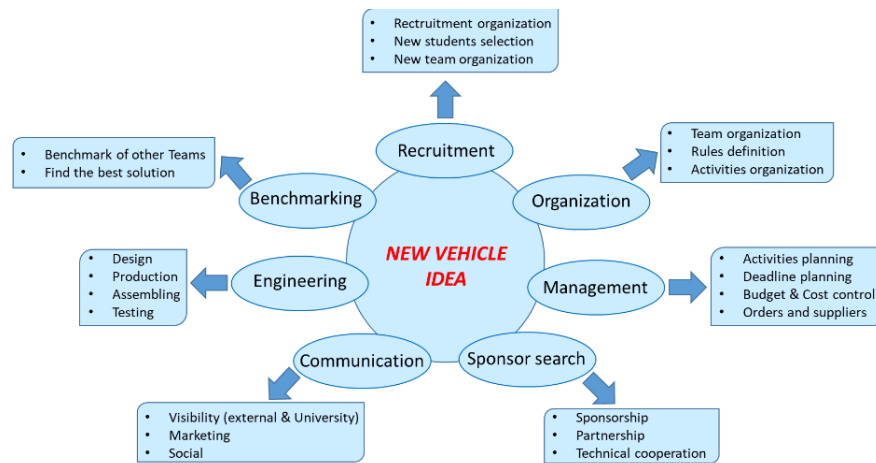 • Rectruitment organization
• New students selection
• New team organization
Recruitment
• Team organization
• Rules definition
• Activities organization
Organization
• Benchmark of other Teams
• Find the best solution
Benchmarking
NEW VEHICLE
IDEA
• Design
• Production
• Assembling
• Testing
Engineering
Management
• Activities planning
• Deadline planning
• Budget & Cost control
• Orders and suppliers
Communication
Sponsor search
• Visibility (external & University)
• Marketing
• Social
• Sponsorship
• Partnership
• Technical cooperation